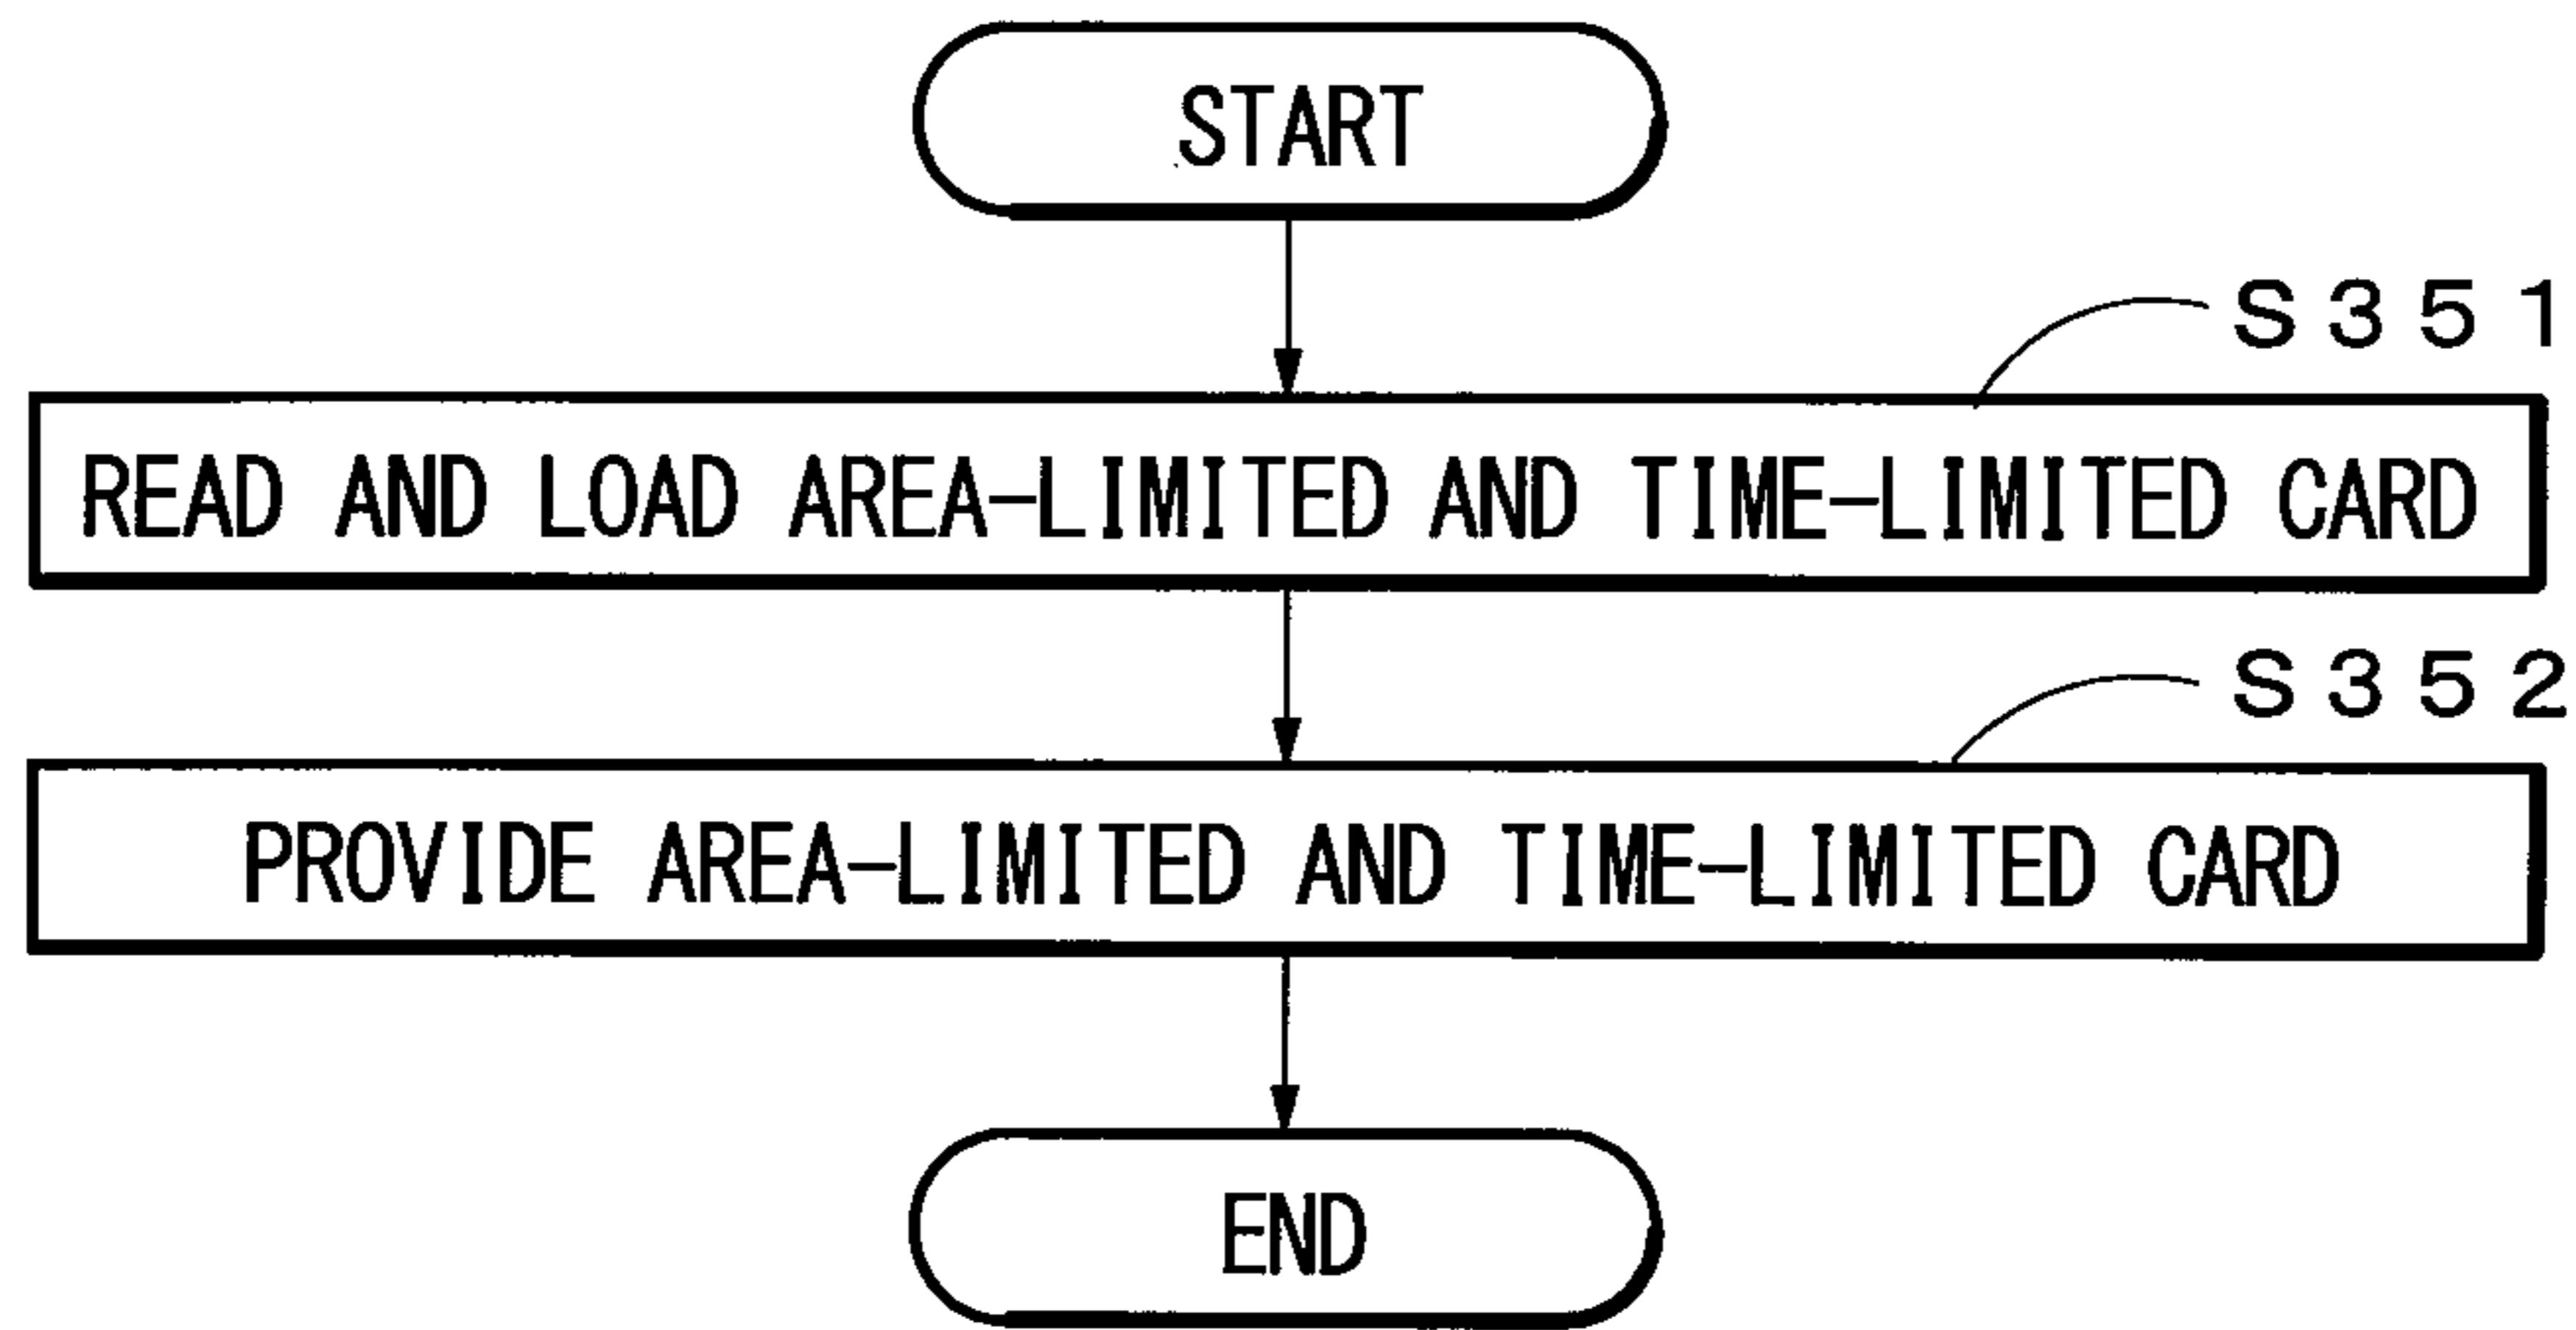 START
S351
READ AND LOAD AREA-LIMITED AND TIME-LIMITED CARD
S352
PROVIDE AREA-LIMITED AND TIME-LIMITED CARD
END